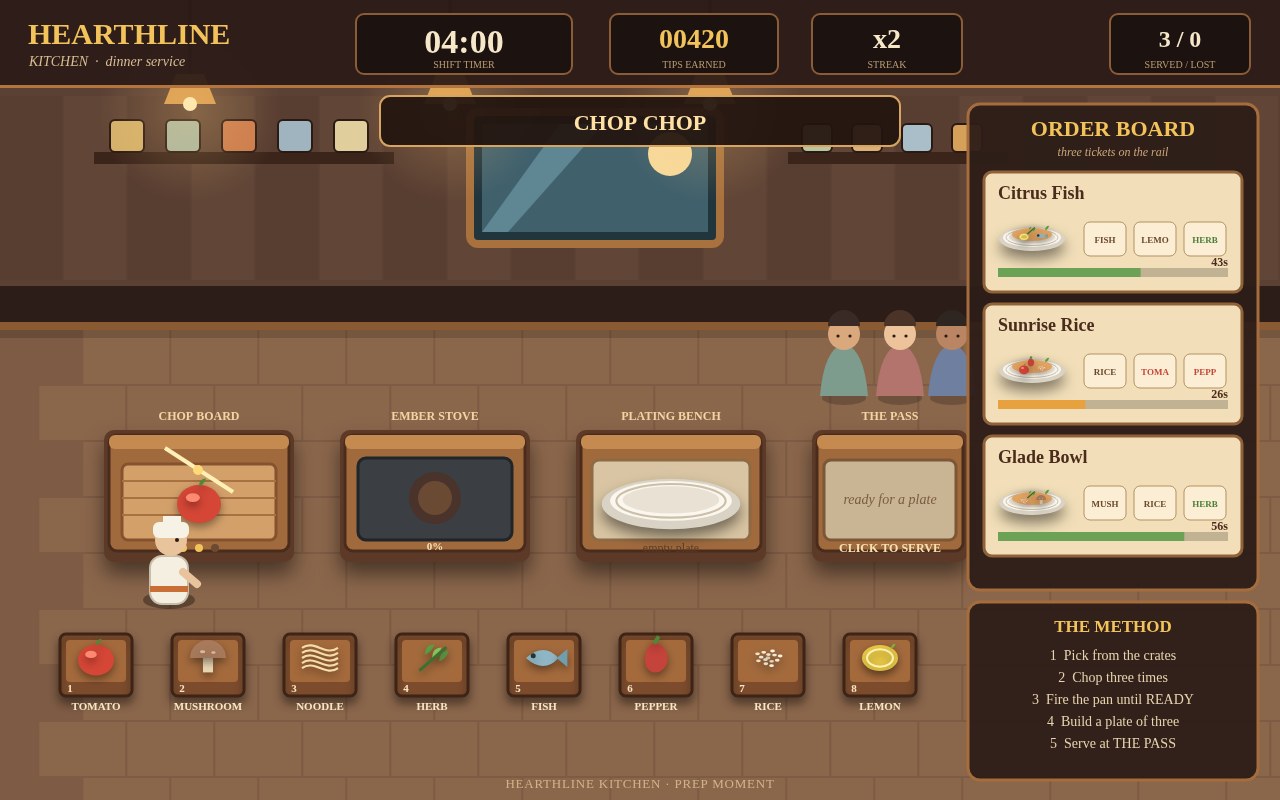 HEARTHLINE
KITCHEN · dinner service
04:00
SHIFT TIMER
00420
TIPS EARNED
x2
STREAK
3 / 0
SERVED / LOST
CHOP CHOP
ORDER BOARD
three tickets on the rail
Citrus Fish
FISH LEMO HERB
43s
Sunrise Rice
RICE TOMA PEPP
26s
Glade Bowl
MUSH RICE HERB
56s
CHOP BOARD
EMBER STOVE
PLATING BENCH
THE PASS
ready for a plate
0%
empty plate
CLICK TO SERVE
1
2
3
4
5
6
7
8
TOMATO
MUSHROOM
NOODLE
HERB
FISH
PEPPER
RICE
LEMON
THE METHOD
1 Pick from the crates
2 Chop three times
3 Fire the pan until READY
4 Build a plate of three
5 Serve at THE PASS
HEARTHLINE KITCHEN · PREP MOMENT